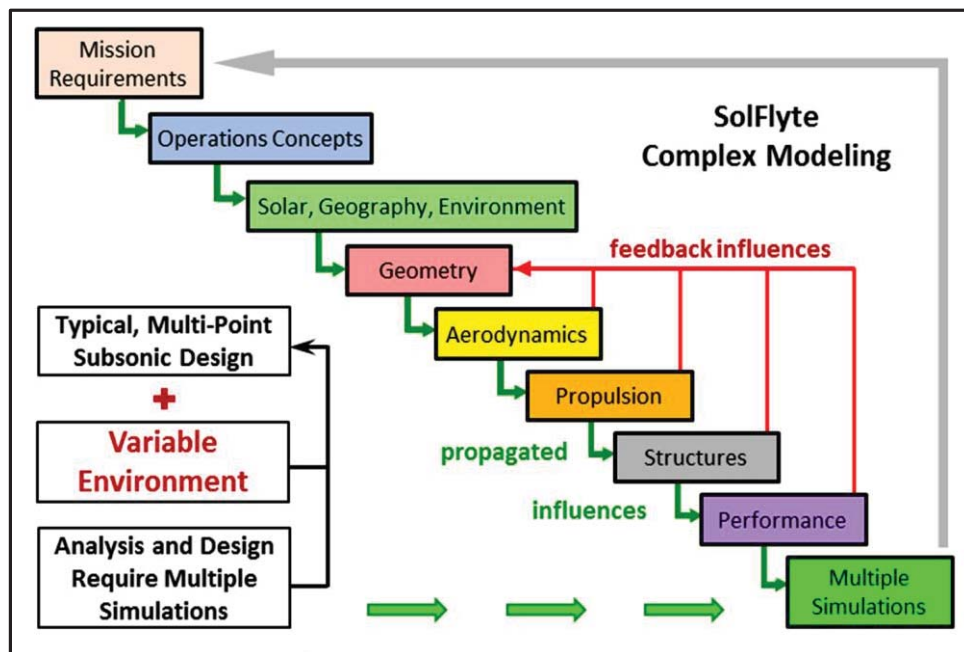 Mission
Requirements
Operations Concepts
SolFlyte
Complex Modeling
Solar, Geography, Environment
feedback influences
Geometry
Typical, Multi-Point
Subsonic Design
Aerodynamics
+
Propulsion
Variable
Environment
propagated
Structures
influences
Performance
Analysis and Design
Require Multiple
Simulations
Multiple
Simulations